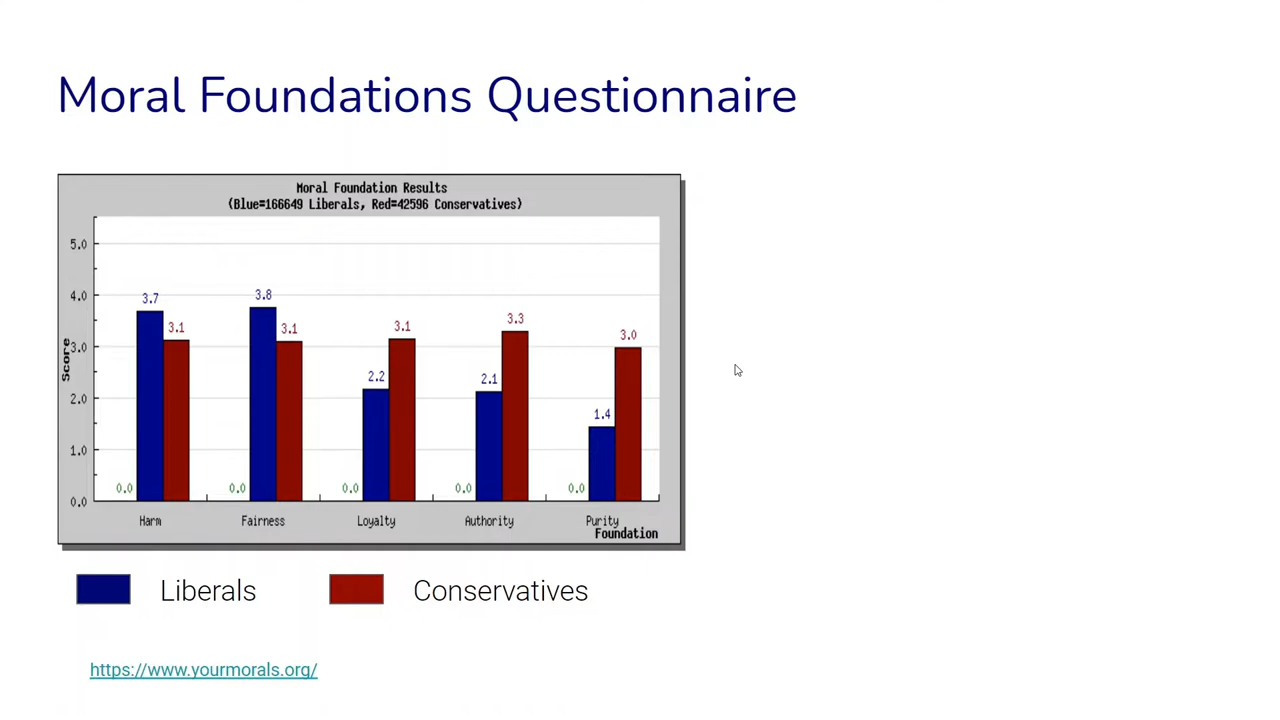 Moral Foundations Questionnaire
Moral Foundation Results
(Blue=166649 Liberals, Red=42596 Conservatives)
Score
5.0
4.0
3.0
2.0
1.0
0.0
0.0 3.7 3.1
0.0 3.8 3.1
0.0 2.2 3.1
0.0 2.1 3.3
0.0 1.4 3.0
Harm Fairness Loyalty Authority Purity
Foundation
Liberals Conservatives
https://www.yourmorals.org/